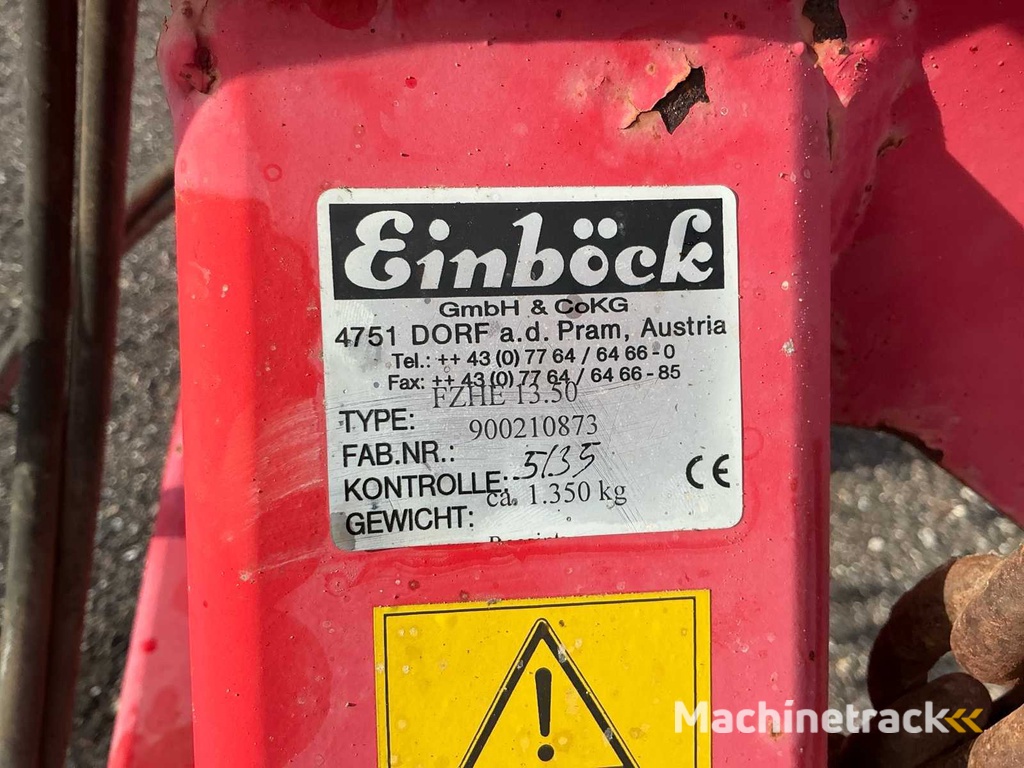 Einböck
GmbH & CoKG
4751 DORF a.d. Pram, Austria
Tel.: ++ 43 (0) 77 64 / 64 66 - 0
Fax: ++ 43 (0) 77 64 / 64 66 - 85
FZHE 13.50
TYPE:
900210873
FAB.NR.:
5135
KONTROLLE:
ca. 1.350 kg
GEWICHT:
CE
!
Machinetrack